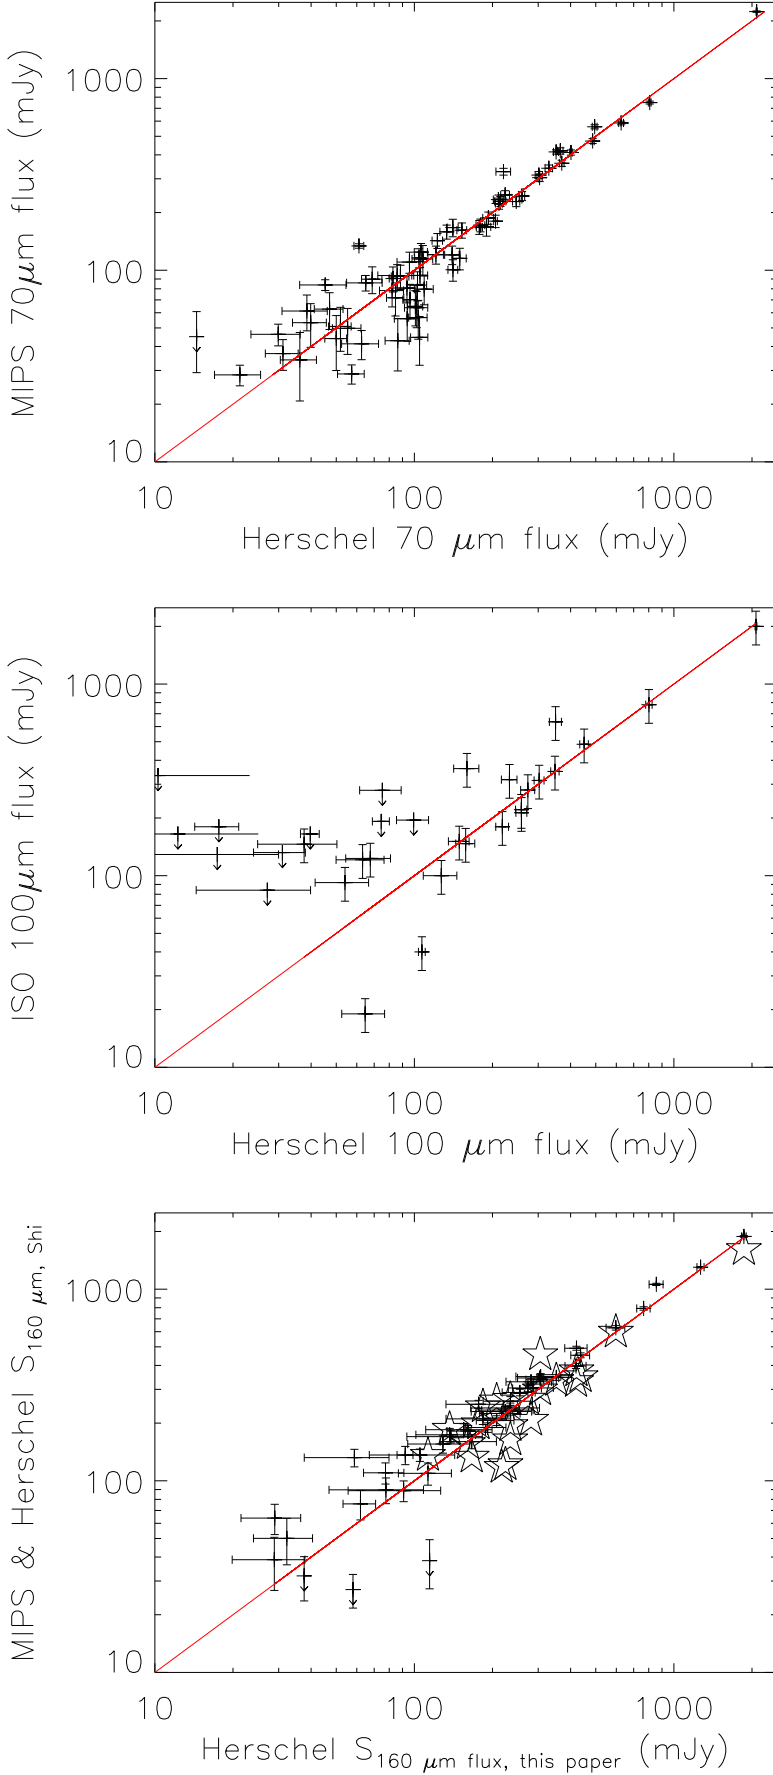 MIPS 70μm flux (mJy)
1000
100
10
10 100 1000
Herschel 70 μm flux (mJy)
ISO 100μm flux (mJy)
1000
100
10
10 100 1000
Herschel 100 μm flux (mJy)
MIPS & Herschel S160 μm, Shi
1000
100
10
10 100 1000
Herschel S160 μm flux, this paper (mJy)